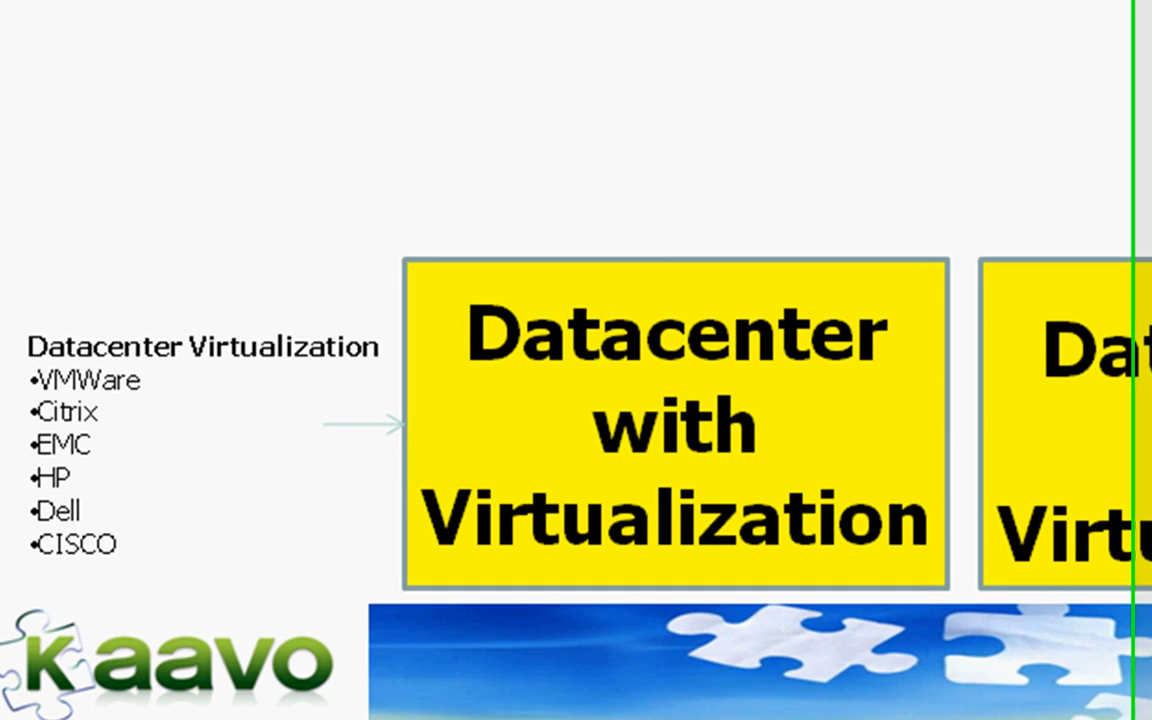 Datacenter Virtualization
•VMWare
•Citrix
•EMC
•HP
•Dell
•CISCO
Datacenter
with
Virtualization
kaavo